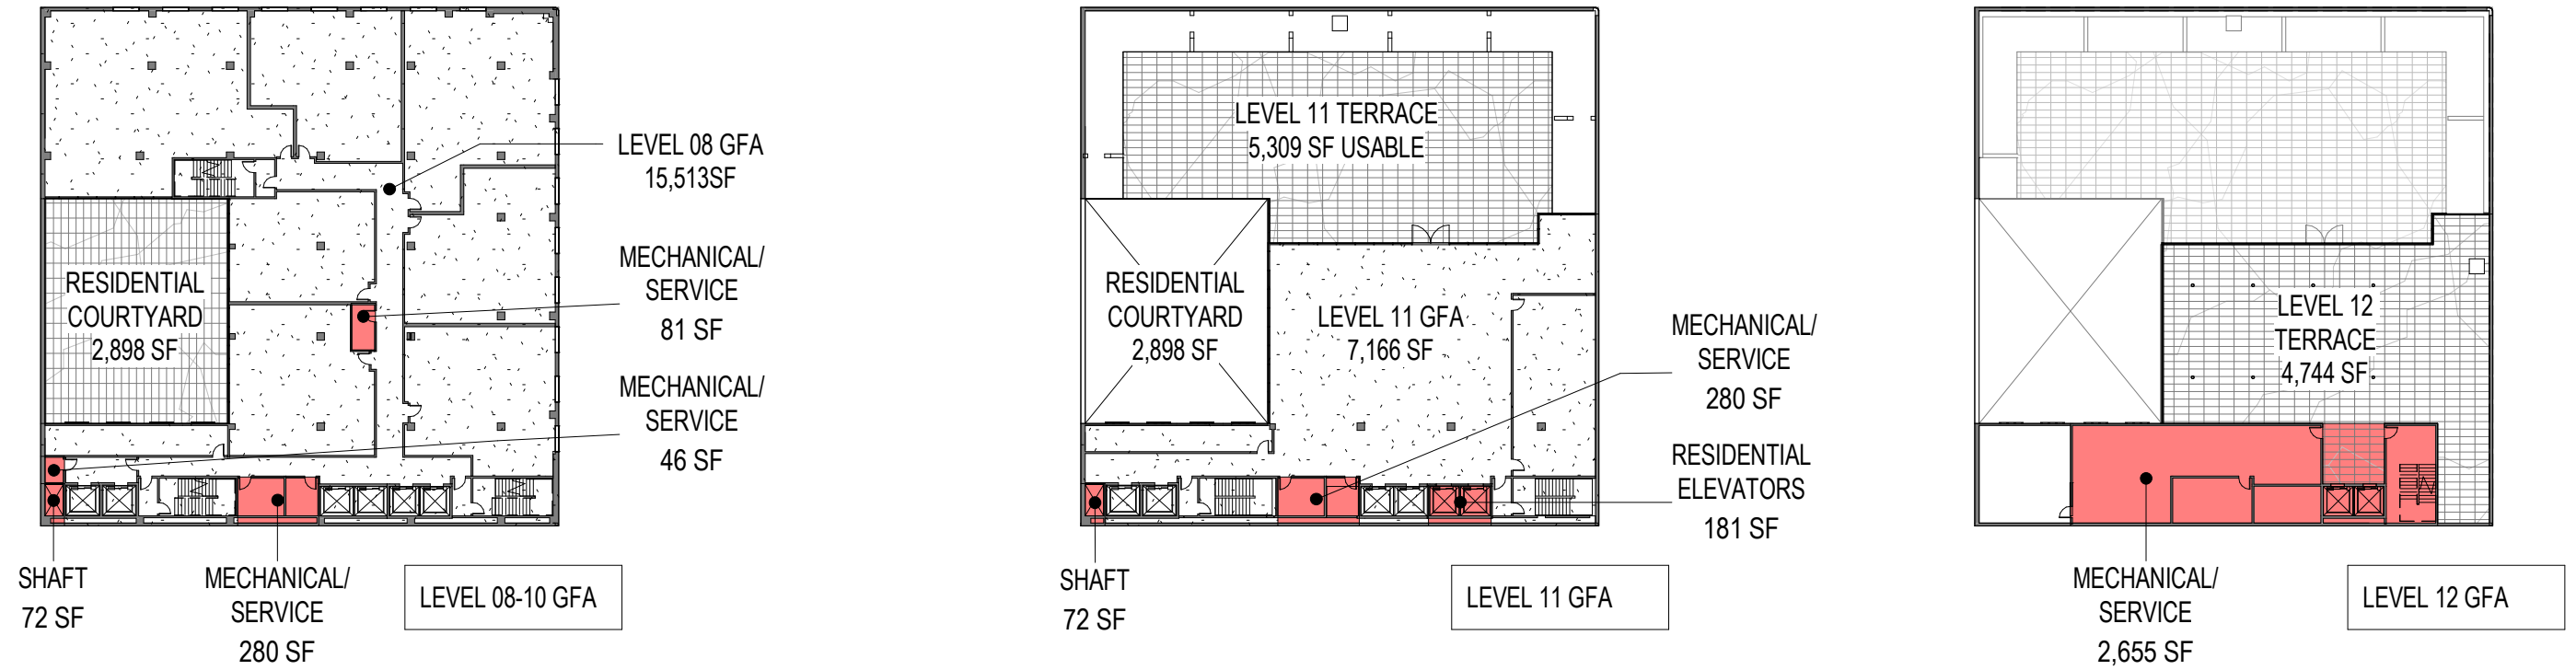 LEVEL 08 GFA
15,513SF
MECHANICAL/
SERVICE
81 SF
MECHANICAL/
SERVICE
46 SF
RESIDENTIAL
COURTYARD
2,898 SF
SHAFT
72 SF
MECHANICAL/
SERVICE
280 SF
LEVEL 08-10 GFA
LEVEL 11 TERRACE
5,309 SF USABLE
RESIDENTIAL
COURTYARD
2,898 SF
LEVEL 11 GFA
7,166 SF
MECHANICAL/
SERVICE
280 SF
RESIDENTIAL
ELEVATORS
181 SF
SHAFT
72 SF
LEVEL 11 GFA
LEVEL 12
TERRACE
4,744 SF
MECHANICAL/
SERVICE
2,655 SF
LEVEL 12 GFA